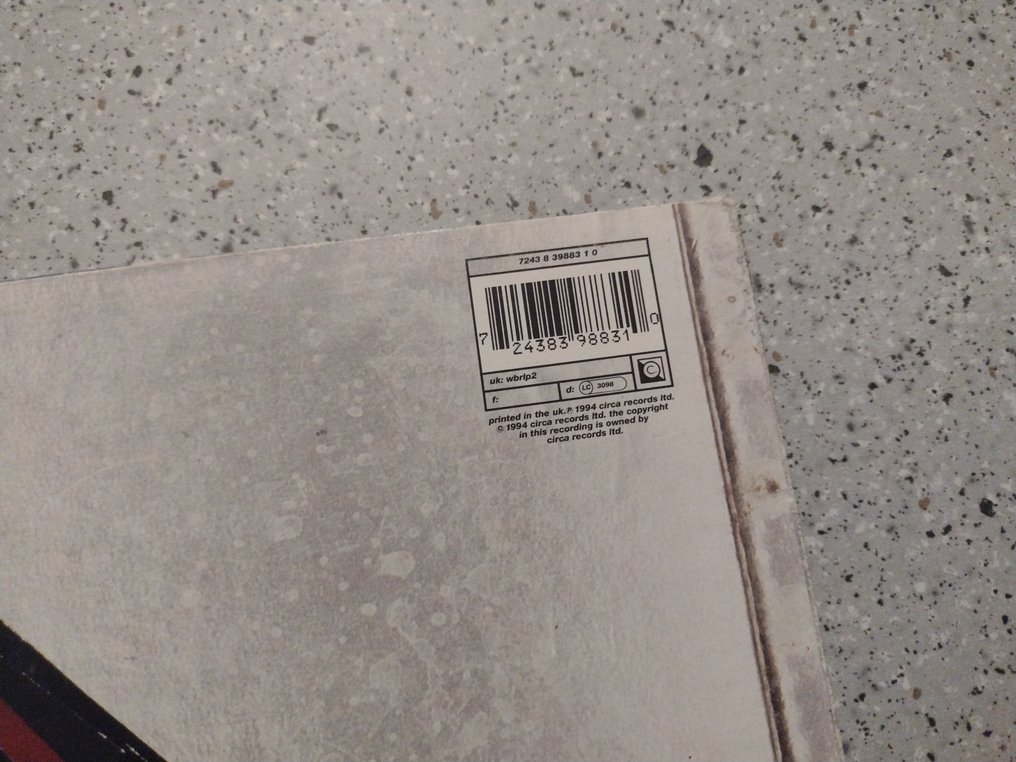 7243 8 39883 1 0
7 24383 98831 0
uk: wbrlp2
f: d: LC 3098 C
printed in the uk. P 1994 circa records ltd.
© 1994 circa records ltd. the copyright
in this recording is owned by
circa records ltd.